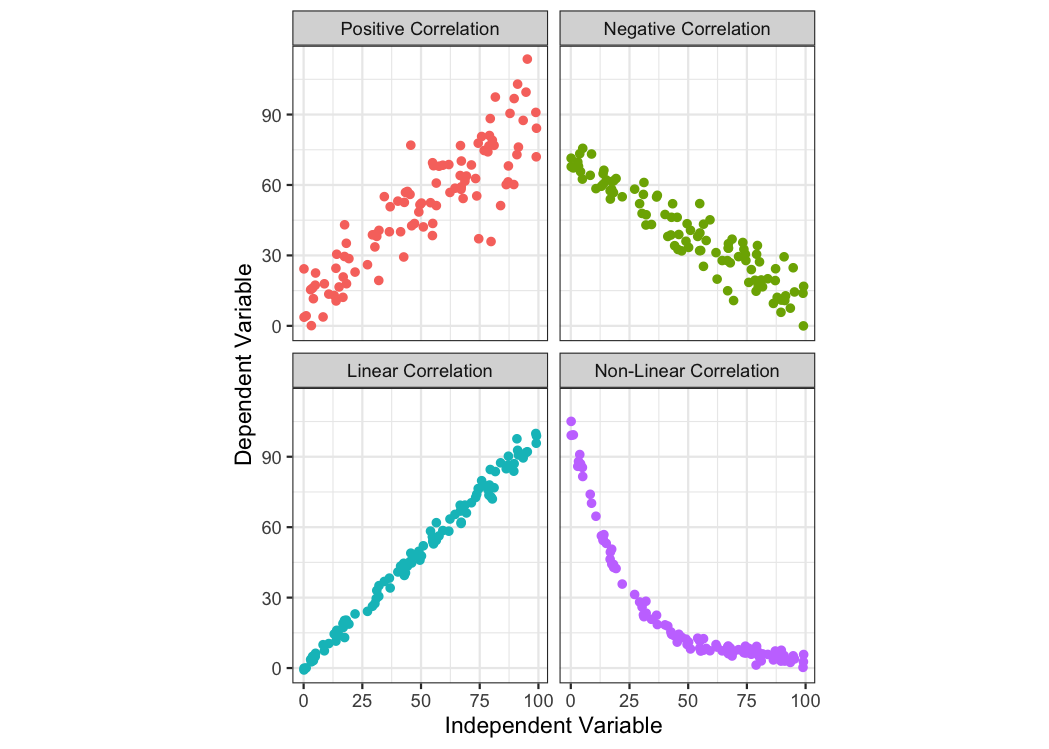 Positive Correlation
Negative Correlation
90
60
30
0
Dependent Variable
Linear Correlation
Non-Linear Correlation
90
60
30
0
0 25 50 75 100
0 25 50 75 100
Independent Variable